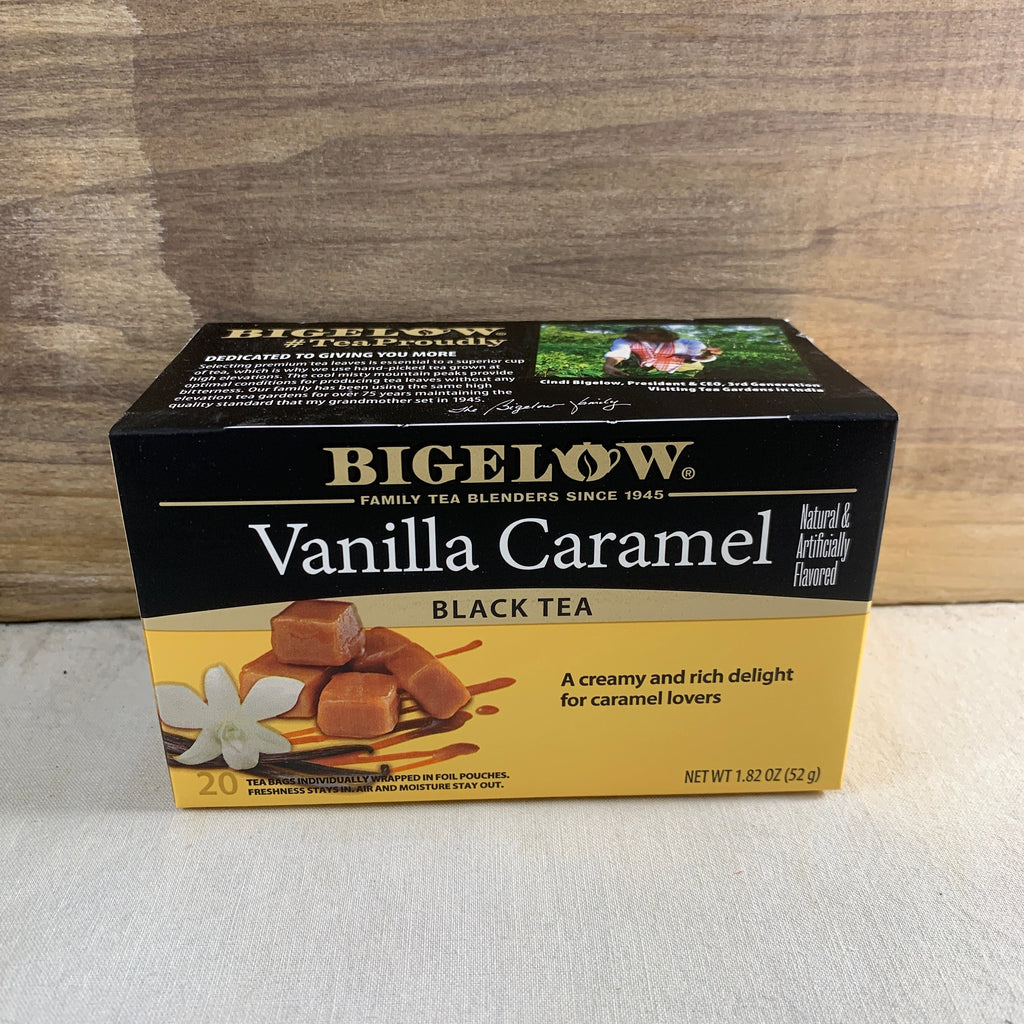 BIGELOW®
#TeaProudly
DEDICATED TO GIVING YOU MORE
Selecting premium tea leaves is essential to a superior cup
of tea, which is why we use hand-picked tea grown at
high elevations. The cool misty mountain peaks provide
optimal conditions for producing tea leaves without any
bitterness. Our family has been using the same high
elevation tea gardens for over 75 years maintaining the
quality standard that my grandmother set in 1945.
The Bigelow family
Cindi Bigelow, President & CEO, 3rd Generation
Visiting Tea Garden
BIGELOW®
FAMILY TEA BLENDERS SINCE 1945
Vanilla Caramel
Natural &
Artificially
Flavored
BLACK TEA
A creamy and rich delight
for caramel lovers
20 TEA BAGS INDIVIDUALLY WRAPPED IN FOIL POUCHES.
FRESHNESS STAYS IN. AIR AND MOISTURE STAY OUT.
NET WT 1.82 OZ (52 g)